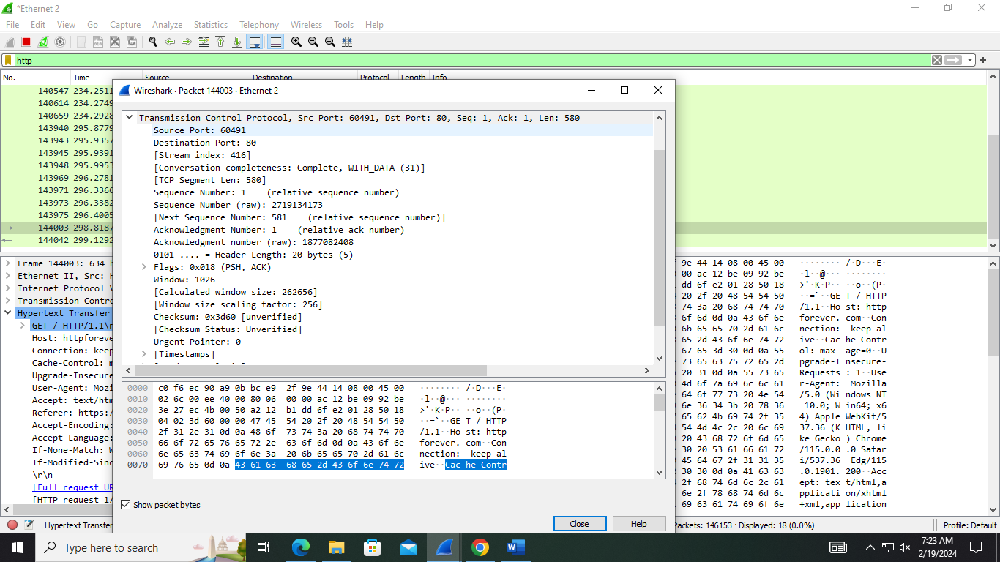 *Ethernet 2
File Edit View Go Capture Analyze Statistics Telephony Wireless Tools Help
http
No. Time Source Destination Protocol Length Info
140547 234.2511
140614 234.2749
140659 234.2928
143940 295.8779
143943 295.9357
143945 295.9391
143948 295.9953
143969 296.2781
143971 296.3366
143973 296.3382
143975 296.4005
144003 298.8187
144042 299.1292
Frame 144003: 634 b
Ethernet II, Src: H
Internet Protocol V
Transmission Contro
Hypertext Transfer
GET / HTTP/1.1\r
Host: httpforeve
Connection: keep
Cache-Control: m
Upgrade-Insecure
User-Agent: Mozi
Accept: text/htm
Referer: https:/
Accept-Encoding:
Accept-Language:
If-None-Match: W
If-Modified-Sinc
\r\n
[Full request UR
[HTTP request 1/
Wireshark · Packet 144003 · Ethernet 2
Transmission Control Protocol, Src Port: 60491, Dst Port: 80, Seq: 1, Ack: 1, Len: 580
Source Port: 60491
Destination Port: 80
[Stream index: 416]
[Conversation completeness: Complete, WITH_DATA (31)]
[TCP Segment Len: 580]
Sequence Number: 1 (relative sequence number)
Sequence Number (raw): 2719134173
[Next Sequence Number: 581 (relative sequence number)]
Acknowledgment Number: 1 (relative ack number)
Acknowledgment number (raw): 1877082408
0101 .... = Header Length: 20 bytes (5)
Flags: 0x018 (PSH, ACK)
Window: 1026
[Calculated window size: 262656]
[Window size scaling factor: 256]
Checksum: 0x3d60 [unverified]
[Checksum Status: Unverified]
Urgent Pointer: 0
[Timestamps]
0000 c0 f6 ec 90 a9 0b bc e9 2f 9e 44 14 08 00 45 00 ········ /·D···E·
0010 02 6c 00 ee 40 00 80 06 00 00 ac 12 be 09 92 be ·l··@··· ········
0020 3e 27 ec 4b 00 50 a2 12 b1 dd 6f e2 01 28 50 18 >'·K·P·· ··o··(P·
0030 04 02 3d 60 00 00 47 45 54 20 2f 20 48 54 54 50 ··=`··GE T / HTTP
0040 2f 31 2e 31 0d 0a 48 6f 73 74 3a 20 68 74 74 70 /1.1··Ho st: http
0050 66 6f 72 65 76 65 72 2e 63 6f 6d 0d 0a 43 6f 6e forever. com··Con
0060 6e 65 63 74 69 6f 6e 3a 20 6b 65 65 70 2d 61 6c nection: keep-al
0070 69 76 65 0d 0a 43 61 63 68 65 2d 43 6f 6e 74 72 ive··Cac he-Contr
Show packet bytes
Close Help
f 9e 44 14 08 00 45 00 ········ /·D···E·
00 ac 12 be 09 92 be ·l··@···
dd 6f e2 01 28 50 18 >'·K·P·· ··o··(P·
4 20 2f 20 48 54 54 50 ··=`··GE T / HTTP
3 74 3a 20 68 74 74 70 /1.1··Ho st: http
3 6f 6d 0d 0a 43 6f 6e forever. com··Con
0 6b 65 65 70 2d 61 6c nection: keep-al
8 65 2d 43 6f 6e 74 72 ive··Cac he-Contr
1 67 65 3d 30 0d 0a 55 ol: max- age=0··U
e 73 65 63 75 72 65 2d pgrade-I nsecure-
a 20 31 0d 0a 55 73 65 Requests : 1··Use
0 4d 6f 7a 69 6c 6c 61 r-Agent: Mozilla
e 64 6f 77 73 20 4e 54 /5.0 (Wi ndows NT
e 36 34 3b 20 78 36 10.0; W in64; x6
7 65 62 4b 69 74 2f 35 4) Apple WebKit/5
8 54 4d 4c 2c 20 6c 69 37.36 (K HTML, li
0 43 68 72 6f 6d 65 ke Gecko ) Chrome
e 30 20 53 61 66 61 72 /115.0.0 .0 Safar
0 45 64 67 2f 31 31 35 i/537.36 Edg/115
0 30 0d 0a 41 63 63 .0.1901. 200··Acc
4 2f 68 74 6d 6c 2c 61 ept: tex t/html,a
f 6e 2f 78 68 74 6d 6c pplicati on/xhtml
c 69 63 61 74 69 6f 6e +xml,app lication
Hypertext Transfer
Packets: 146153 · Displayed: 18 (0.0%)
Profile: Default
Type here to search
7:23 AM
2/19/2024